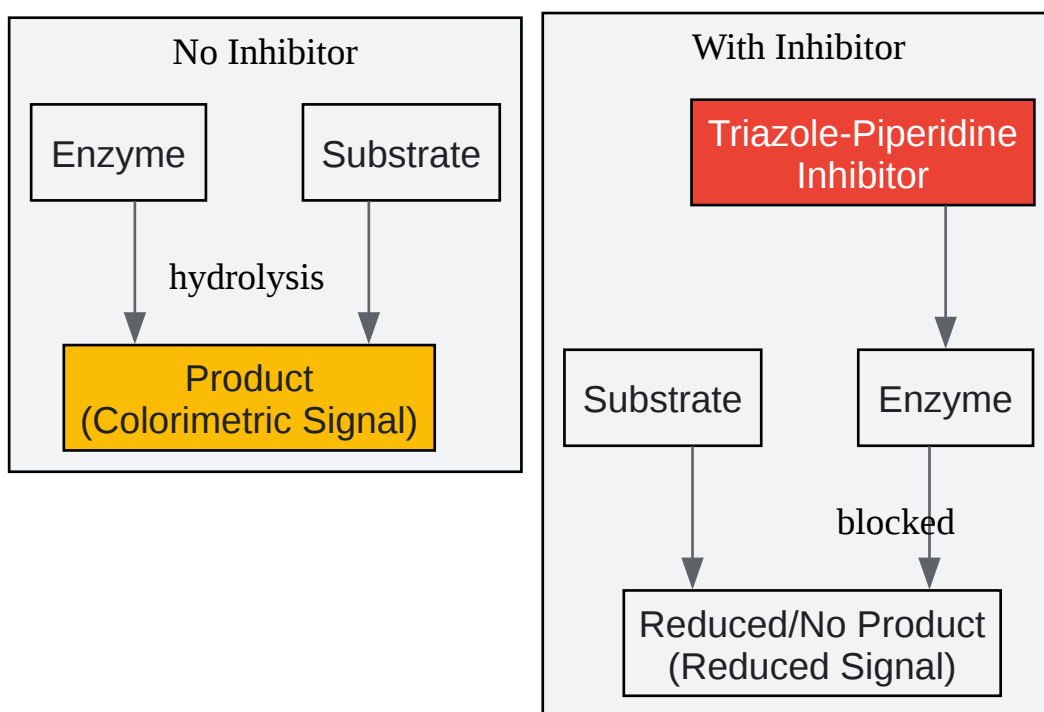 No Inhibitor
Enzyme
Substrate
hydrolysis
Product
(Colorimetric Signal)
With Inhibitor
Triazole-Piperidine
Inhibitor
Substrate
Enzyme
blocked
Reduced/No Product
(Reduced Signal)